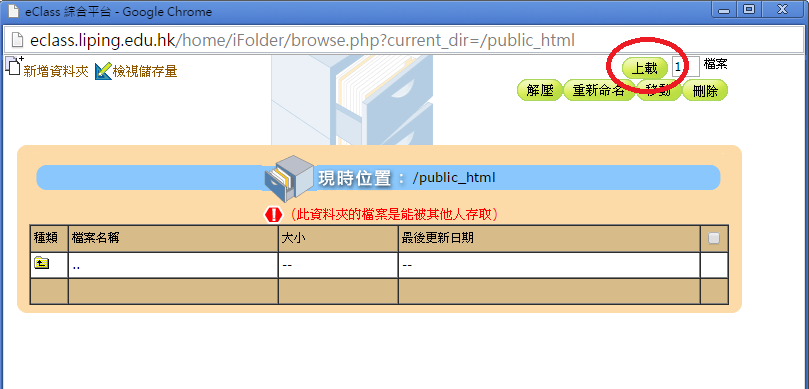 eClass 綜合平台 - Google Chrome
eclass.liping.edu.hk/home/iFolder/browse.php?current_dir=/public_html
新增資料夾 檢視儲存量 上載 1 檔案
解壓 重新命名 移動 刪除
現時位置 : /public_html
(此資料夾的檔案是能被其他人存取)
種類 檔案名稱 大小 最後更新日期
.. -- --